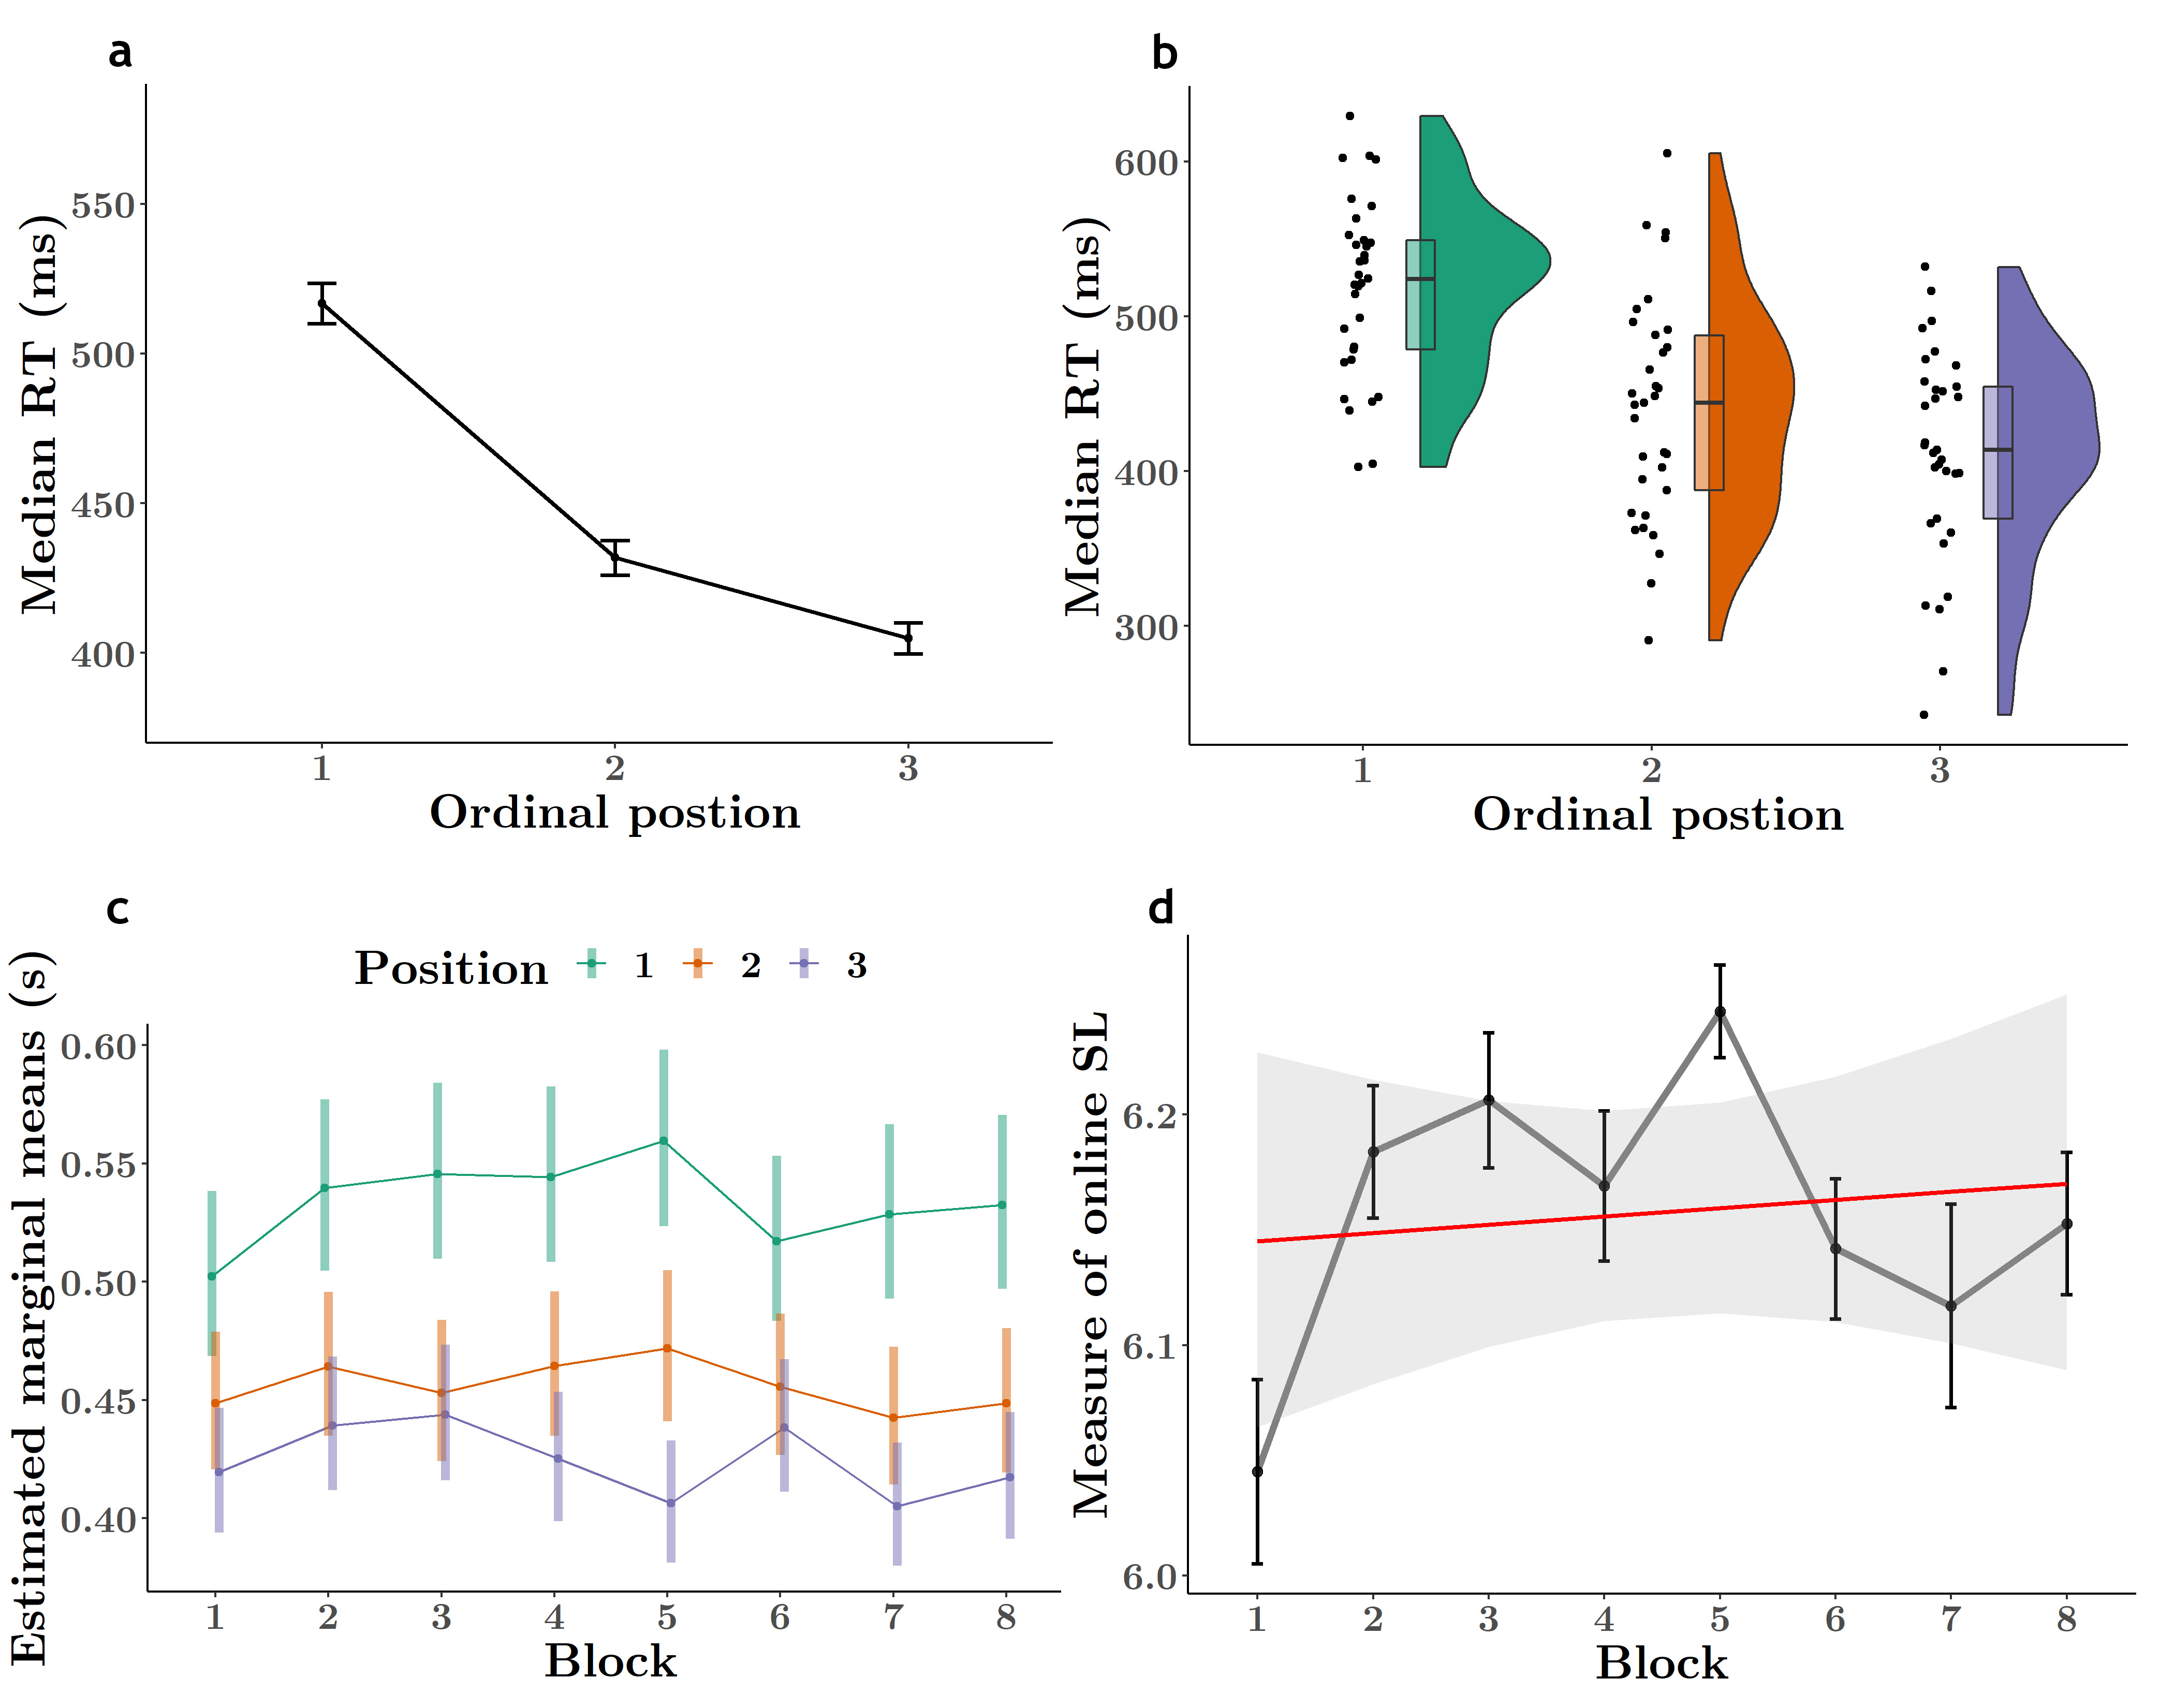 a
Median RT (ms)
550
500
450
400
1 2 3
Ordinal postion
b
Median RT (ms)
600
500
400
300
1 2 3
Ordinal postion
c
Position 1 2 3
Estimated marginal means (s)
0.60
0.55
0.50
0.45
0.40
1 2 3 4 5 6 7 8
Block
d
Measure of online SL
6.2
6.1
6.0
1 2 3 4 5 6 7 8
Block